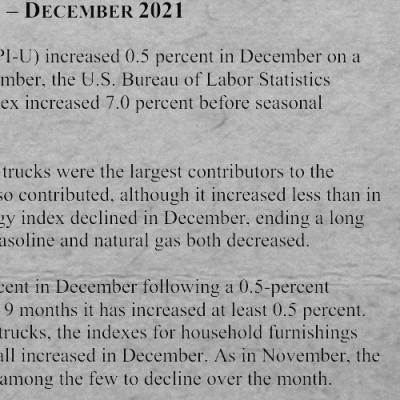 – DECEMBER 2021
PI-U) increased 0.5 percent in December on a
mber, the U.S. Bureau of Labor Statistics
ex increased 7.0 percent before seasonal
trucks were the largest contributors to the
so contributed, although it increased less than in
gy index declined in December, ending a long
asoline and natural gas both decreased.
cent in December following a 0.5-percent
9 months it has increased at least 0.5 percent.
trucks, the indexes for household furnishings
all increased in December. As in November, the
among the few to decline over the month.